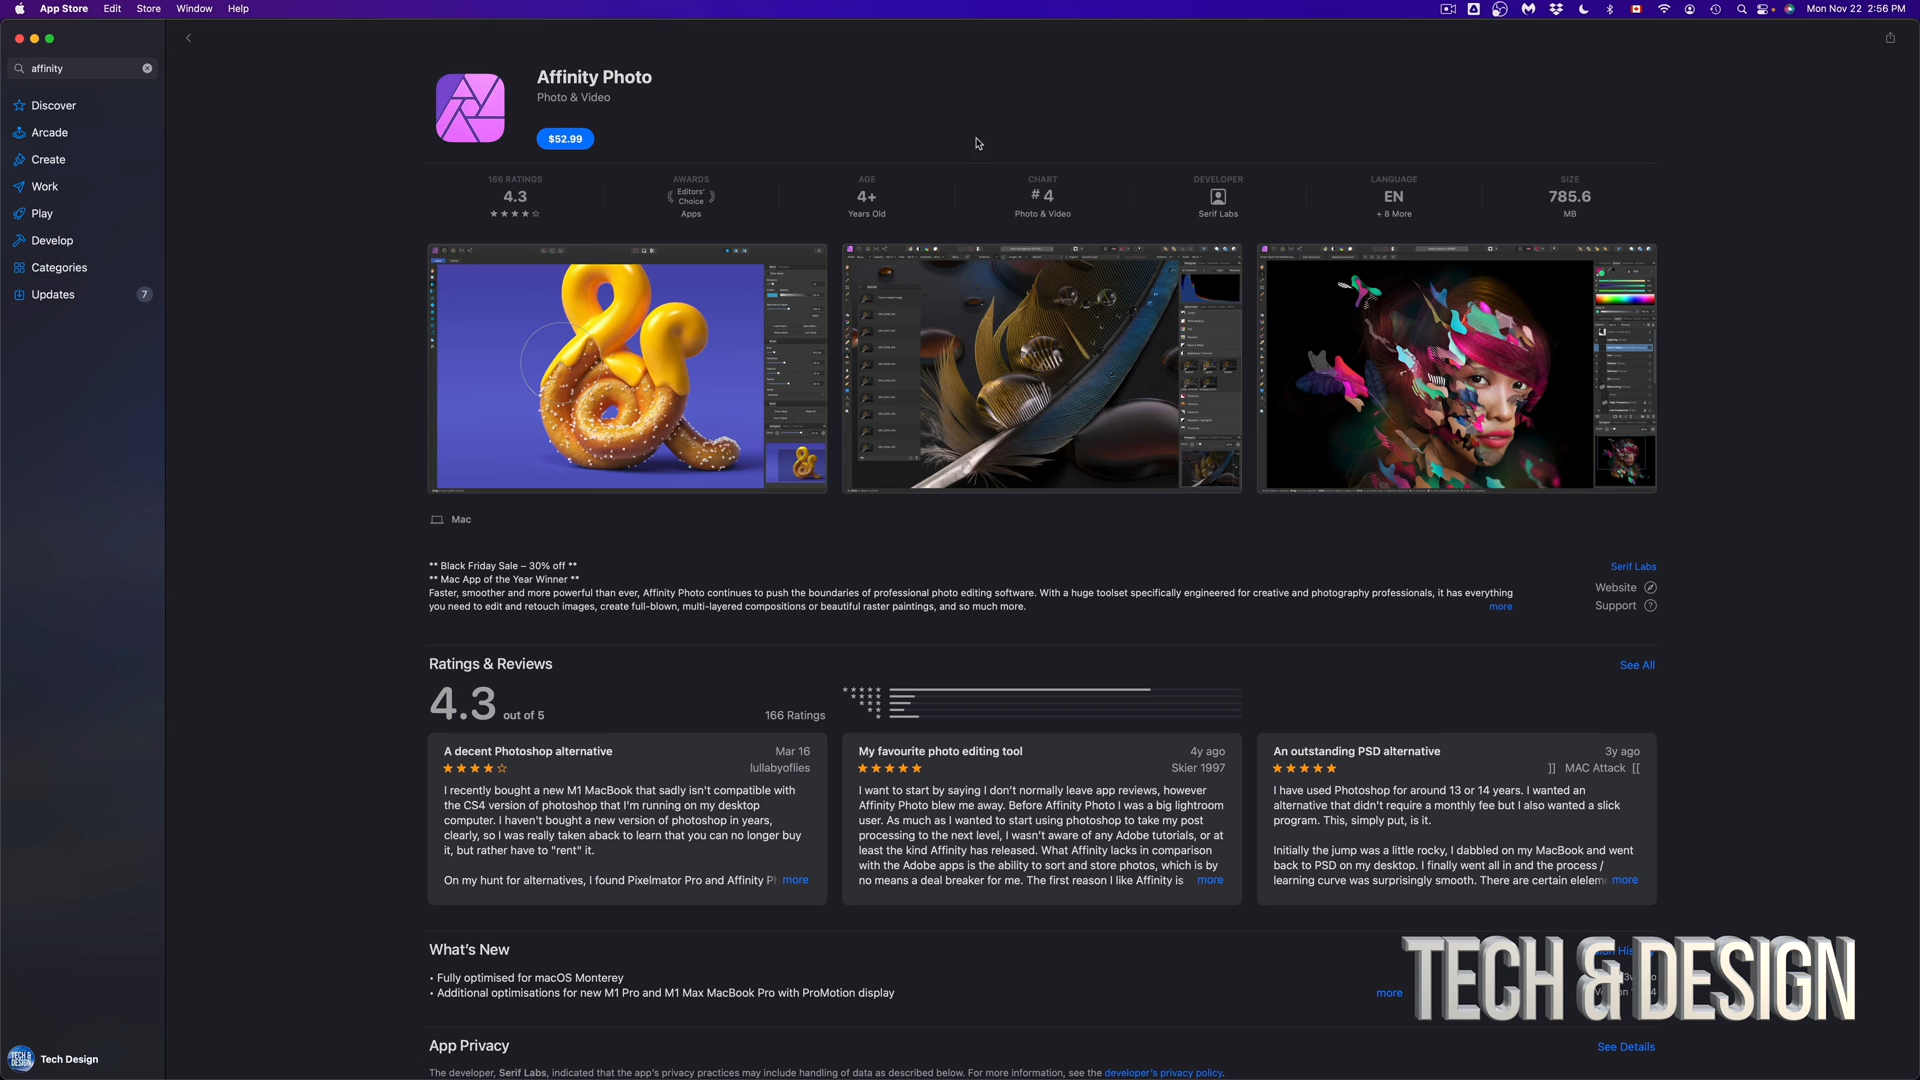 App Store Edit Store Window Help
Mon Nov 22 2:56 PM
affinity
Discover
Arcade
Create
Work
Play
Develop
Categories
Updates 7
Tech Design
Affinity Photo
Photo & Video
$52.99
166 RATINGS
4.3
AWARDS
Editors' Choice
Apps
AGE
4+
Years Old
CHART
#4
Photo & Video
DEVELOPER
Serif Labs
LANGUAGE
EN
+ 8 More
SIZE
785.6
MB
Mac
** Black Friday Sale – 30% off **
** Mac App of the Year Winner **
Faster, smoother and more powerful than ever, Affinity Photo continues to push the boundaries of professional photo editing software. With a huge toolset specifically engineered for creative and photography professionals, it has everything
you need to edit and retouch images, create full-blown, multi-layered compositions or beautiful raster paintings, and so much more.
more
Serif Labs
Website
Support
Ratings & Reviews
See All
4.3 out of 5
166 Ratings
A decent Photoshop alternative Mar 16
lullabyoflies
I recently bought a new M1 MacBook that sadly isn't compatible with
the CS4 version of photoshop that I'm running on my desktop
computer. I haven't bought a new version of photoshop in years,
clearly, so I was really taken aback to learn that you can no longer buy
it, but rather have to "rent" it.
On my hunt for alternatives, I found Pixelmator Pro and Affinity P more
My favourite photo editing tool 4y ago
Skier 1997
I want to start by saying I don't normally leave app reviews, however
Affinity Photo blew me away. Before Affinity Photo I was a big lightroom
user. As much as I wanted to start using photoshop to take my post
processing to the next level, I wasn't aware of any Adobe tutorials, or at
least the kind Affinity has released. What Affinity lacks in comparison
with the Adobe apps is the ability to sort and store photos, which is by
no means a deal breaker for me. The first reason I like Affinity is more
An outstanding PSD alternative 3y ago
]] MAC Attack [[
I have used Photoshop for around 13 or 14 years. I wanted an
alternative that didn't require a monthly fee but I also wanted a slick
program. This, simply put, is it.
Initially the jump was a little rocky, I dabbled on my MacBook and went
back to PSD on my desktop. I finally went all in and the process /
learning curve was surprisingly smooth. There are certain eleme more
What's New
• Fully optimised for macOS Monterey
• Additional optimisations for new M1 Pro and M1 Max MacBook Pro with ProMotion display
more
TECH & DESIGN
App Privacy
See Details
The developer, Serif Labs, indicated that the app's privacy practices may include handling of data as described below. For more information, see the developer's privacy policy.